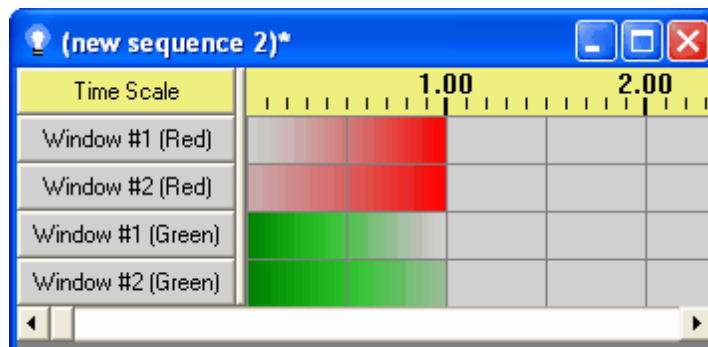 (new sequence 2)*
Time Scale 1.00 2.00
Window #1 (Red)
Window #2 (Red)
Window #1 (Green)
Window #2 (Green)